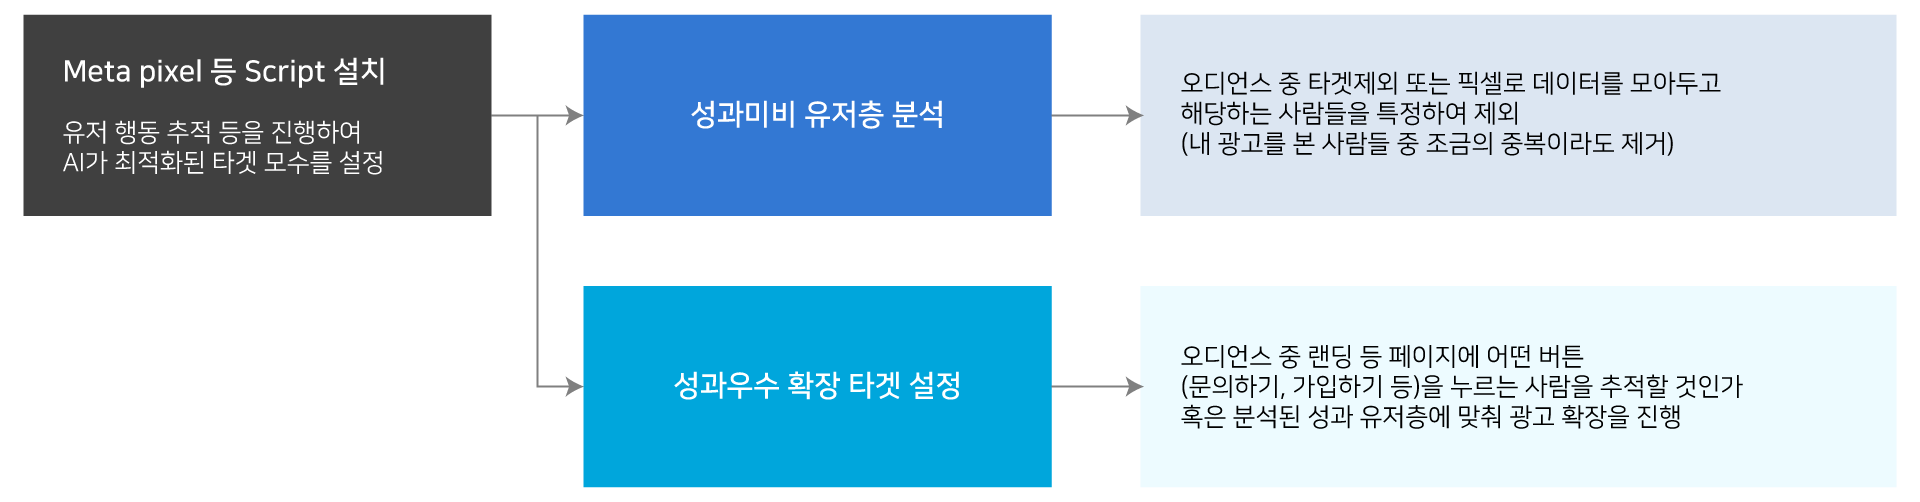 Meta pixel 등 Script 설치
유저 행동 추적 등을 진행하여
AI가 최적화된 타겟 모수를 설정
성과미비 유저층 분석
오디언스 중 타겟제외 또는 픽셀로 데이터를 모아두고
해당하는 사람들을 특정하여 제외
(내 광고를 본 사람들 중 조금의 중복이라도 제거)
성과우수 확장 타겟 설정
오디언스 중 랜딩 등 페이지에 어떤 버튼
(문의하기, 가입하기 등)을 누르는 사람을 추적할 것인가
혹은 분석된 성과 유저층에 맞춰 광고 확장을 진행